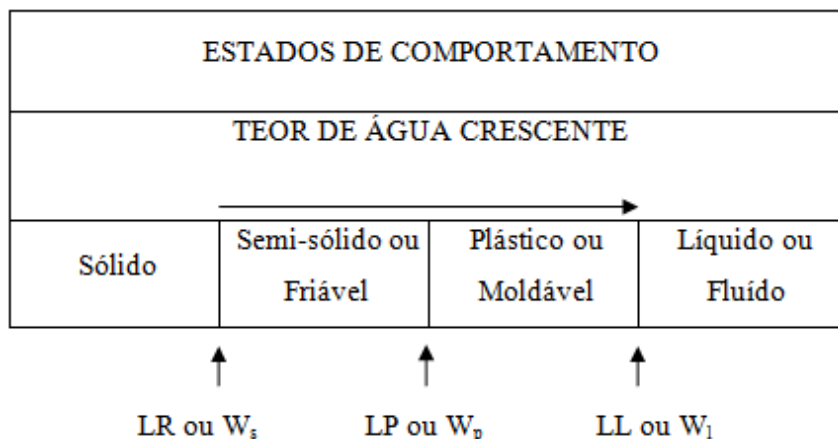 ESTADOS DE COMPORTAMENTO
TEOR DE ÁGUA CRESCENTE
Sólido
Semi-sólido ou
Friável
Plástico ou
Moldável
Líquido ou
Fluído
LR ou Wₛ
LP ou Wₚ
LL ou Wₗ